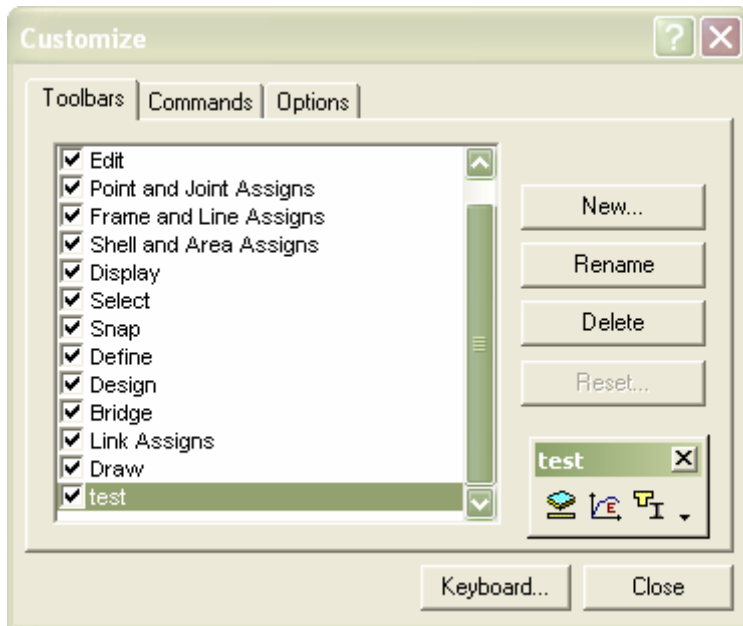 Customize
Toolbars Commands Options
Edit
Point and Joint Assigns
Frame and Line Assigns
Shell and Area Assigns
Display
Select
Snap
Define
Design
Bridge
Link Assigns
Draw
test
New...
Rename
Delete
Reset...
test
E
T I
Keyboard... Close